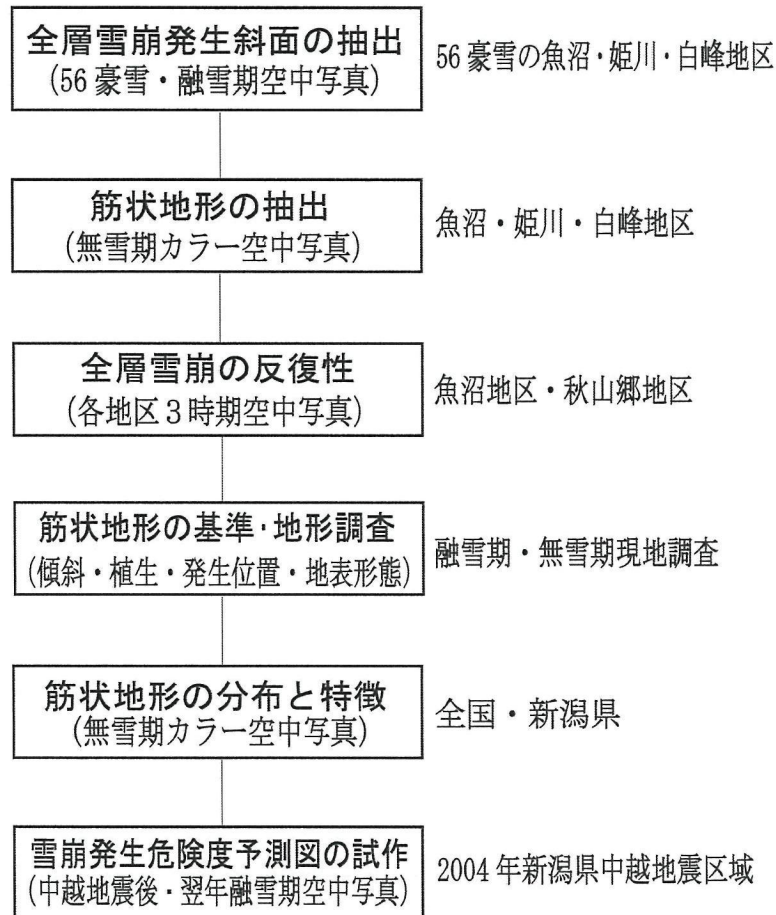 全層雪崩発生斜面の抽出
(56豪雪・融雪期空中写真)
56豪雪の魚沼・姫川・白峰地区
筋状地形の抽出
(無雪期カラー空中写真)
魚沼・姫川・白峰地区
全層雪崩の反復性
(各地区3時期空中写真)
魚沼地区・秋山郷地区
筋状地形の基準・地形調査
(傾斜・植生・発生位置・地表形態)
融雪期・無雪期現地調査
筋状地形の分布と特徴
(無雪期カラー空中写真)
全国・新潟県
雪崩発生危険度予測図の試作
(中越地震後・翌年融雪期空中写真)
2004年新潟県中越地震区域